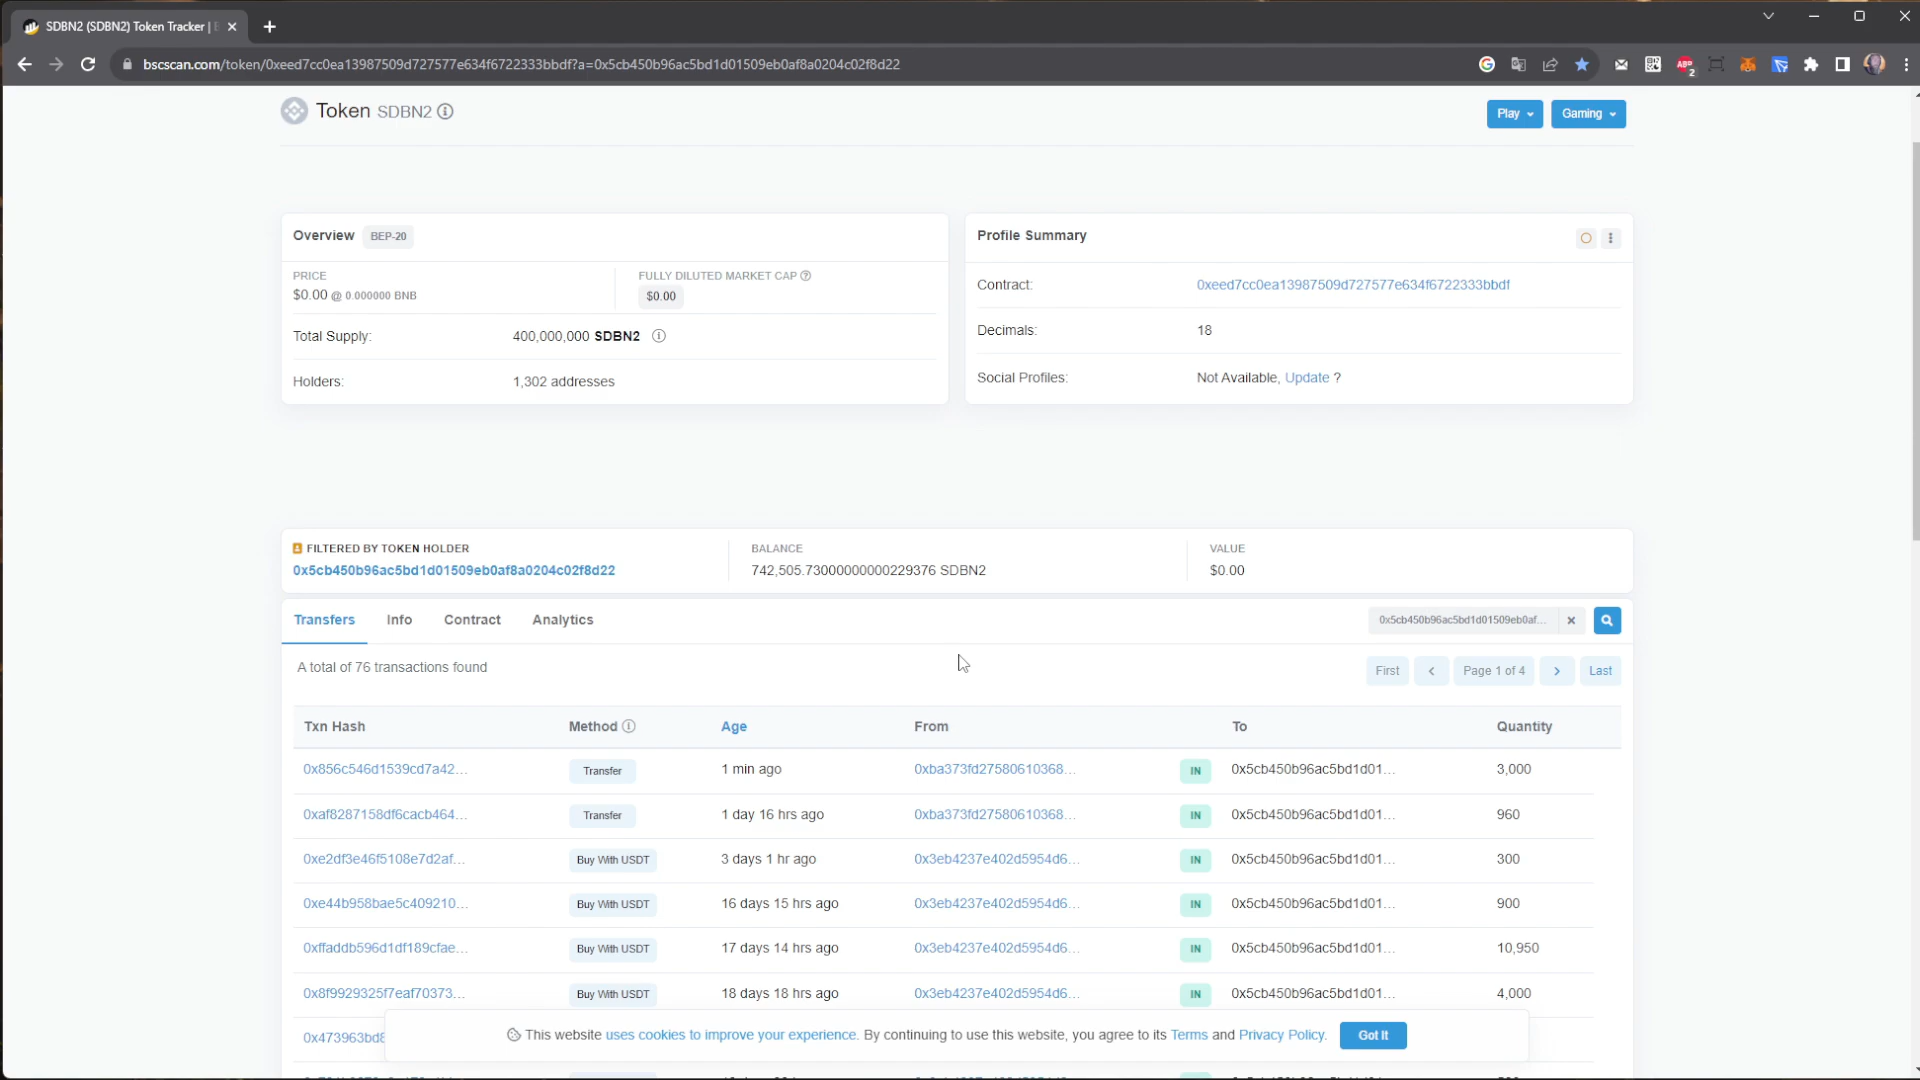 SDBN2 (SDBN2) Token Tracker |
bscscan.com/token/0xeed7cc0ea13987509d727577e634f6722333bbdf?a=0x5cb450b96ac5bd1d01509eb0af8a0204c02f8d22
Token SDBN2
Play
Gaming
Overview BEP-20
PRICE
$0.00 @ 0.000000 BNB
FULLY DILUTED MARKET CAP
$0.00
Total Supply: 400,000,000 SDBN2
Holders: 1,302 addresses
Profile Summary
Contract: 0xeed7cc0ea13987509d727577e634f6722333bbdf
Decimals: 18
Social Profiles: Not Available, Update ?
FILTERED BY TOKEN HOLDER
0x5cb450b96ac5bd1d01509eb0af8a0204c02f8d22
BALANCE
742,505.73000000000229376 SDBN2
VALUE
$0.00
Transfers Info Contract Analytics
0x5cb450b96ac5bd1d01509eb0af...
A total of 76 transactions found
First Page 1 of 4 Last
Txn Hash Method Age From To Quantity
0x856c546d1539cd7a42... Transfer 1 min ago 0xba373fd27580610368... IN 0x5cb450b96ac5bd1d01... 3,000
0xaf8287158df6cacb464... Transfer 1 day 16 hrs ago 0xba373fd27580610368... IN 0x5cb450b96ac5bd1d01... 960
0xe2df3e46f5108e7d2af... Buy With USDT 3 days 1 hr ago 0x3eb4237e402d5954d6... IN 0x5cb450b96ac5bd1d01... 300
0xe44b958bae5c409210... Buy With USDT 16 days 15 hrs ago 0x3eb4237e402d5954d6... IN 0x5cb450b96ac5bd1d01... 900
0xffaddb596d1df189cfae... Buy With USDT 17 days 14 hrs ago 0x3eb4237e402d5954d6... IN 0x5cb450b96ac5bd1d01... 10,950
0x8f9929325f7eaf70373... Buy With USDT 18 days 18 hrs ago 0x3eb4237e402d5954d6... IN 0x5cb450b96ac5bd1d01... 4,000
0x473963bd8
This website uses cookies to improve your experience. By continuing to use this website, you agree to its Terms and Privacy Policy.
Got It